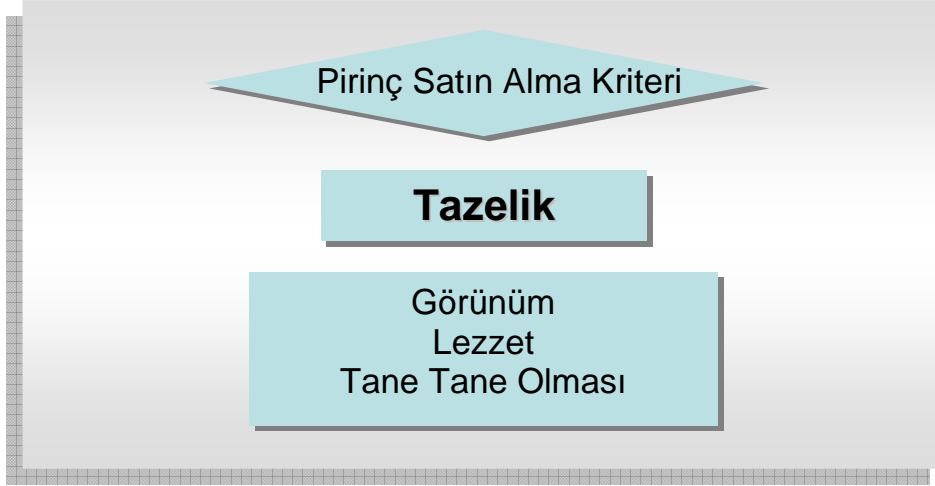 Pirinç Satın Alma Kriteri
Tazelik
Görünüm
Lezzet
Tane Tane Olması